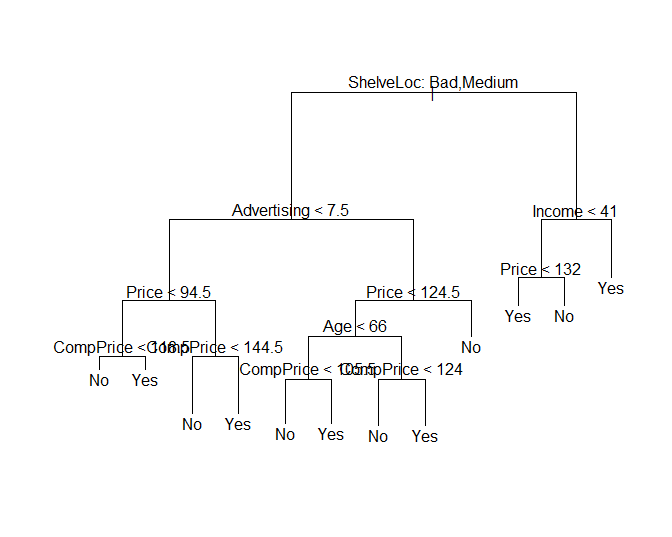 ShelveLoc: Bad,Medium
Advertising < 7.5
Income < 41
Price < 132
Price < 94.5
Price < 124.5
Yes
Yes
No
Age < 66
CompPrice < 116.5
CompPrice < 144.5
No
CompPrice < 105.5
CompPrice < 124
No
Yes
No
Yes
No
Yes
No
Yes